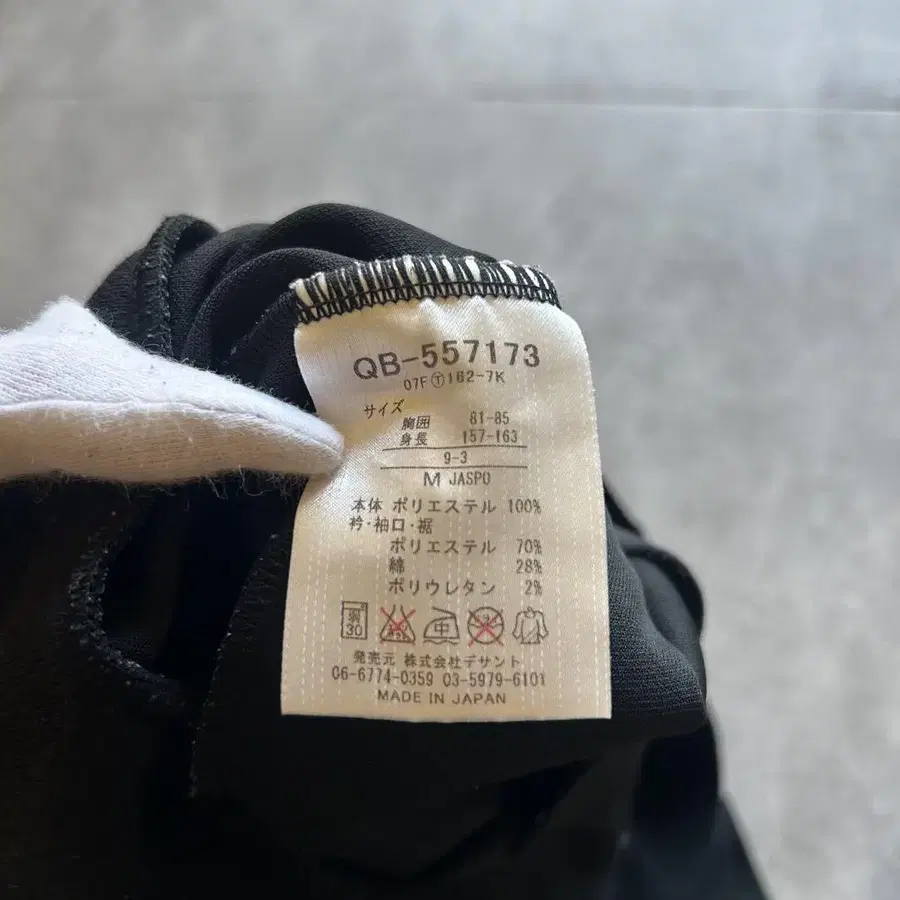 QB-557173
07FⓉ162-7K
サイズ
胸囲 81-85
身長 157-163
9-3
M JASPO
本体 ポリエステル 100%
衿・袖口・裾
ポリエステル 70%
綿 28%
ポリウレタン 2%
弱 30 中
発売元 株式会社デサント
06-6774-0359 03-5979-6101
MADE IN JAPAN